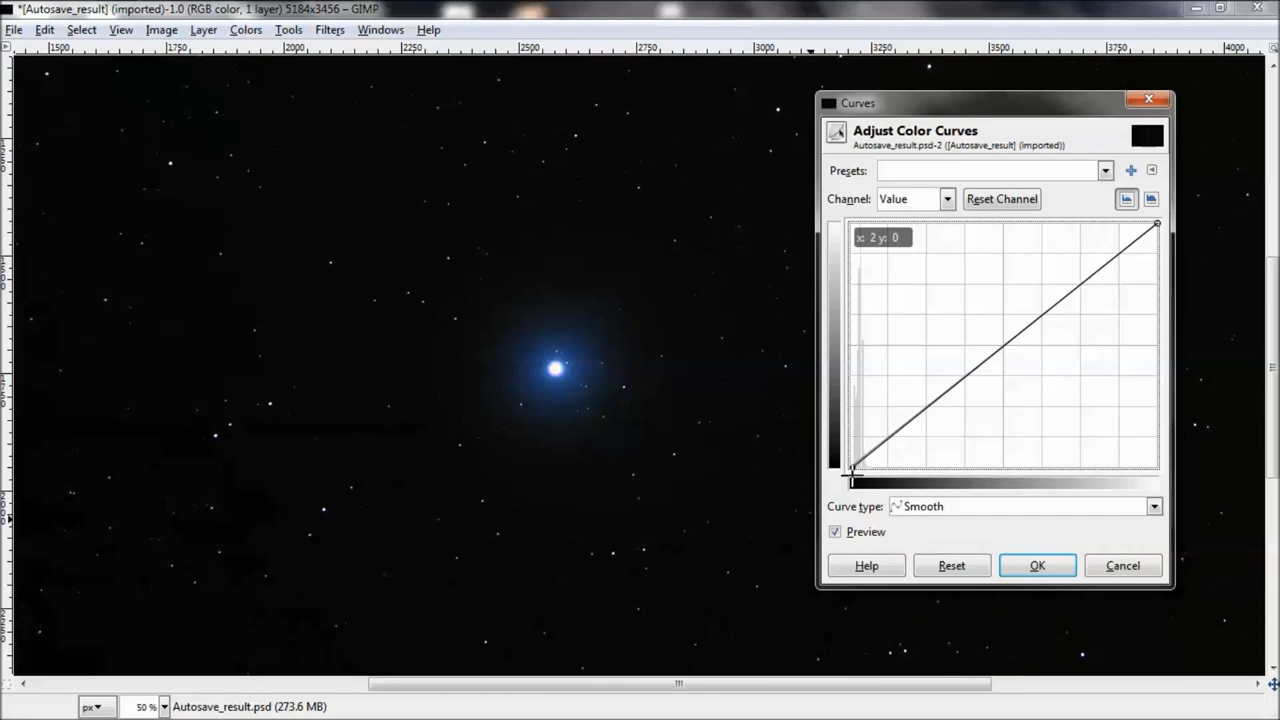 *[Autosave_result] (imported)-1.0 (RGB color, 1 layer) 5184x3456 – GIMP
File Edit Select View Image Layer Colors Tools Filters Windows Help
1500 1750 2000 2250 2500 2750 3000 3250 3500 3750 4000
Curves
Adjust Color Curves
Autosave_result.psd-2 ([Autosave_result] (imported))
Presets:
Channel: Value Reset Channel
x: 2 y: 0
Curve type: Smooth
Preview
Help Reset OK Cancel
px 50 % Autosave_result.psd (273.6 MB)